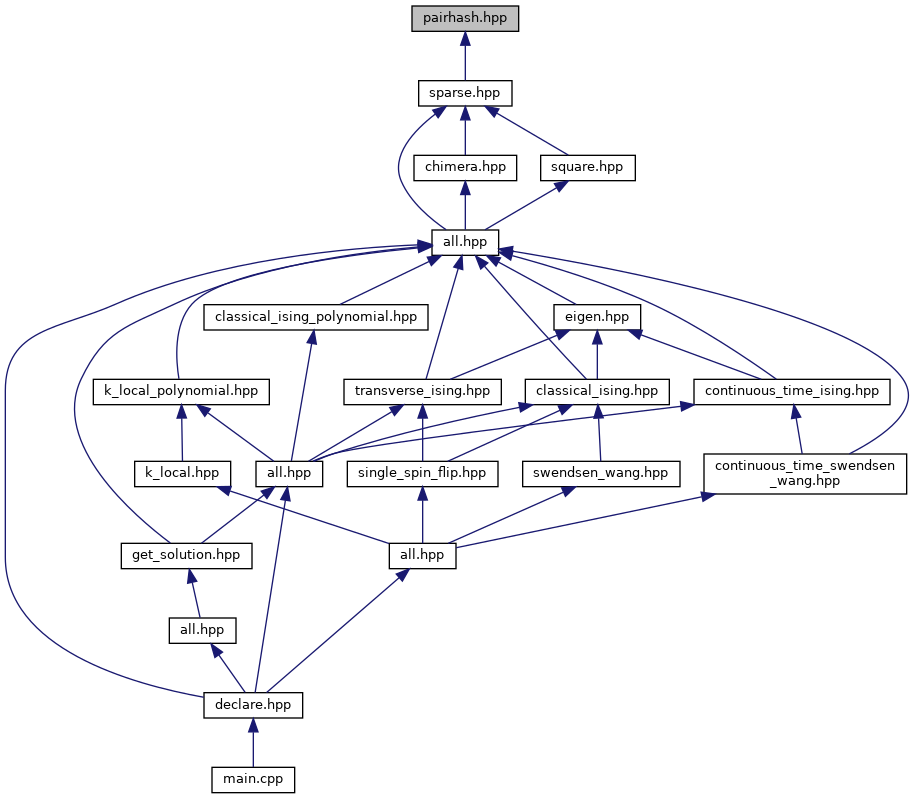 pairhash.hpp
sparse.hpp
chimera.hpp
square.hpp
all.hpp
classical_ising_polynomial.hpp
eigen.hpp
k_local_polynomial.hpp
transverse_ising.hpp
classical_ising.hpp
continuous_time_ising.hpp
k_local.hpp
all.hpp
single_spin_flip.hpp
swendsen_wang.hpp
continuous_time_swendsen
_wang.hpp
get_solution.hpp
all.hpp
all.hpp
declare.hpp
main.cpp